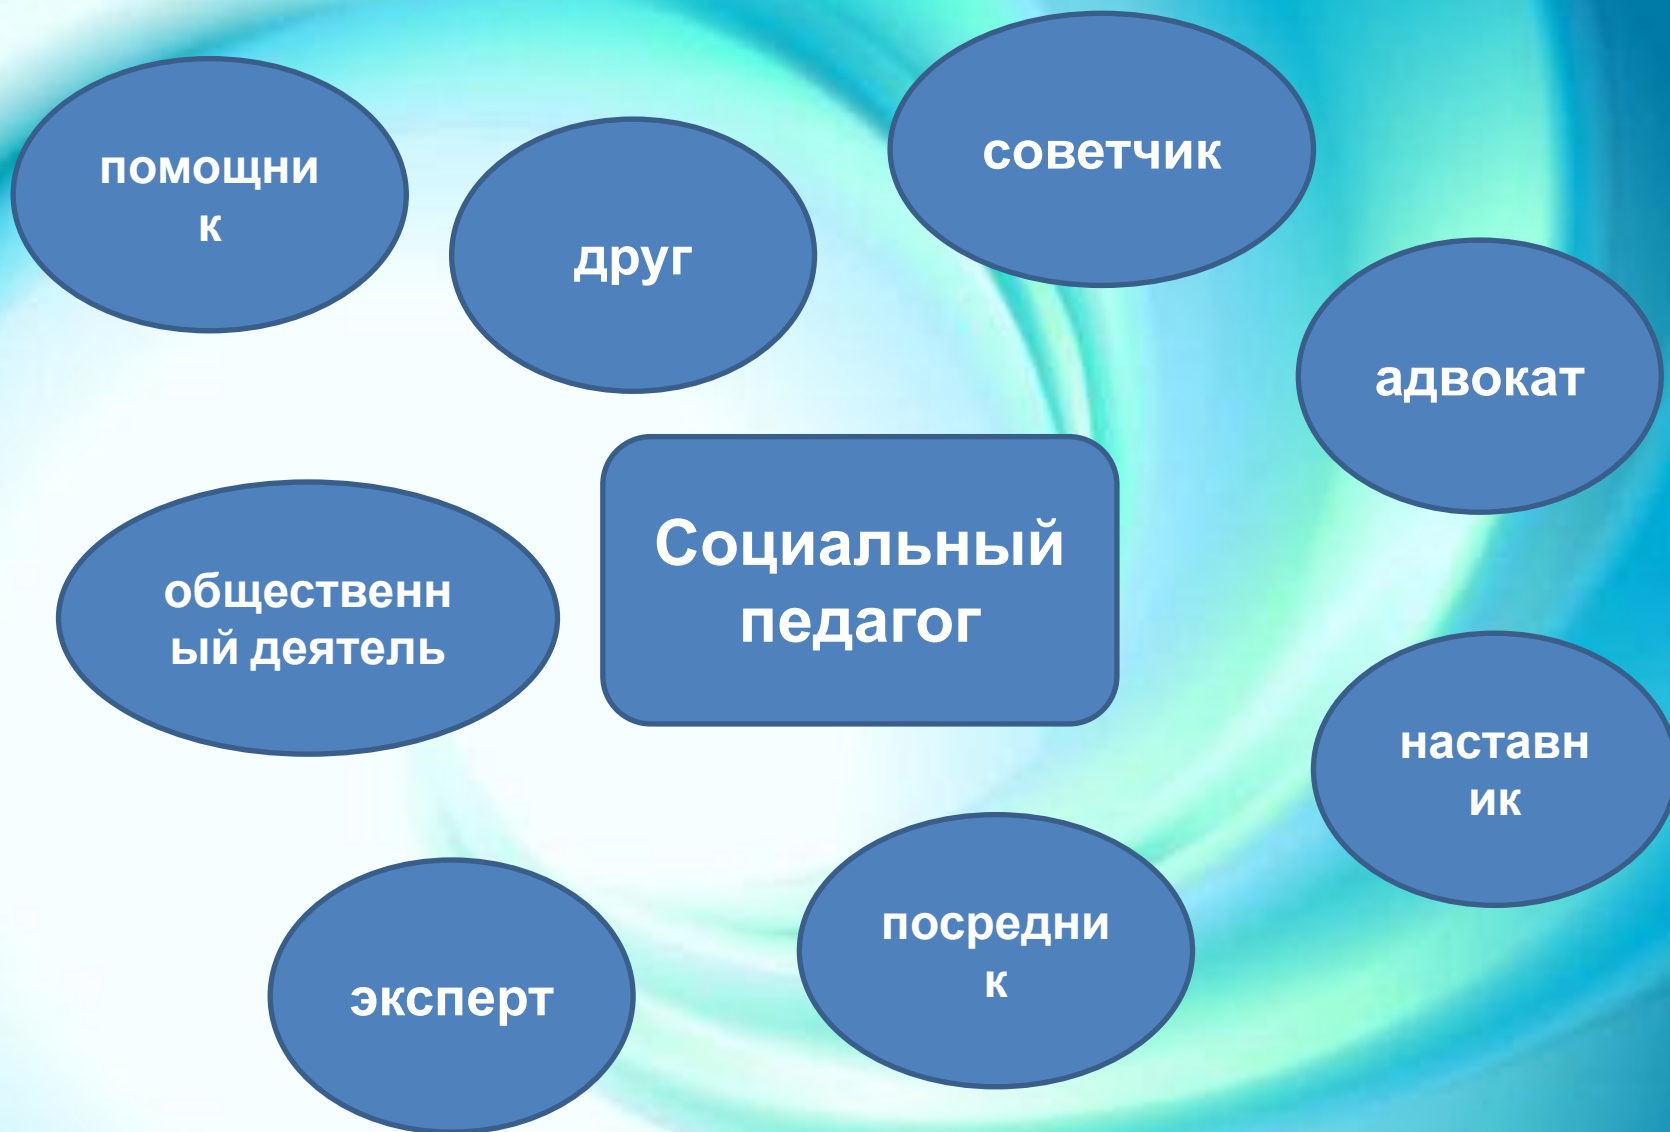 советчик
помощни
к
друг
адвокат
Социальный
педагог
общественн
ый деятель
наставн
ик
посредни
к
эксперт